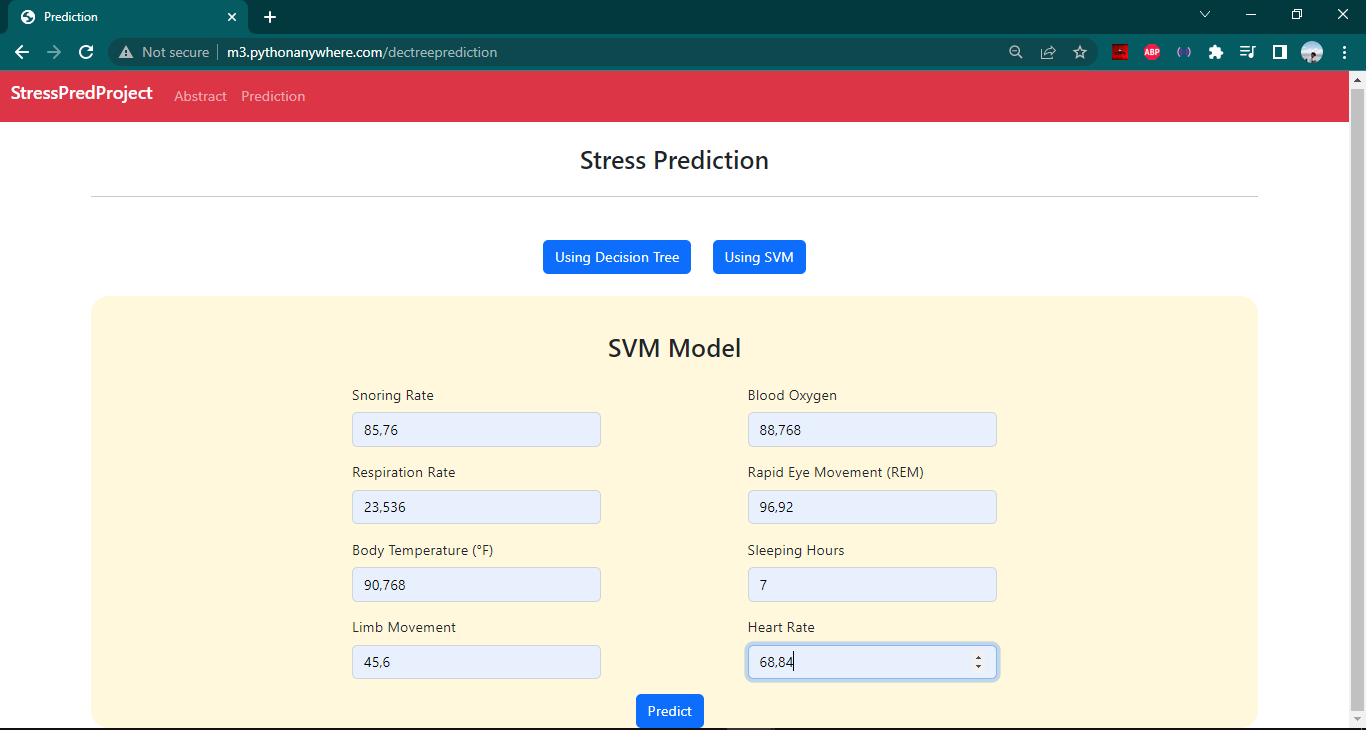 Prediction
Not secure m3.pythonanywhere.com/dectreeprediction
ABP
StressPredProject Abstract Prediction
Stress Prediction
Using Decision Tree Using SVM
SVM Model
Snoring Rate Blood Oxygen
85,76 88,768
Respiration Rate Rapid Eye Movement (REM)
23,536 96,92
Body Temperature (°F) Sleeping Hours
90,768 7
Limb Movement Heart Rate
45,6 68,84
Predict